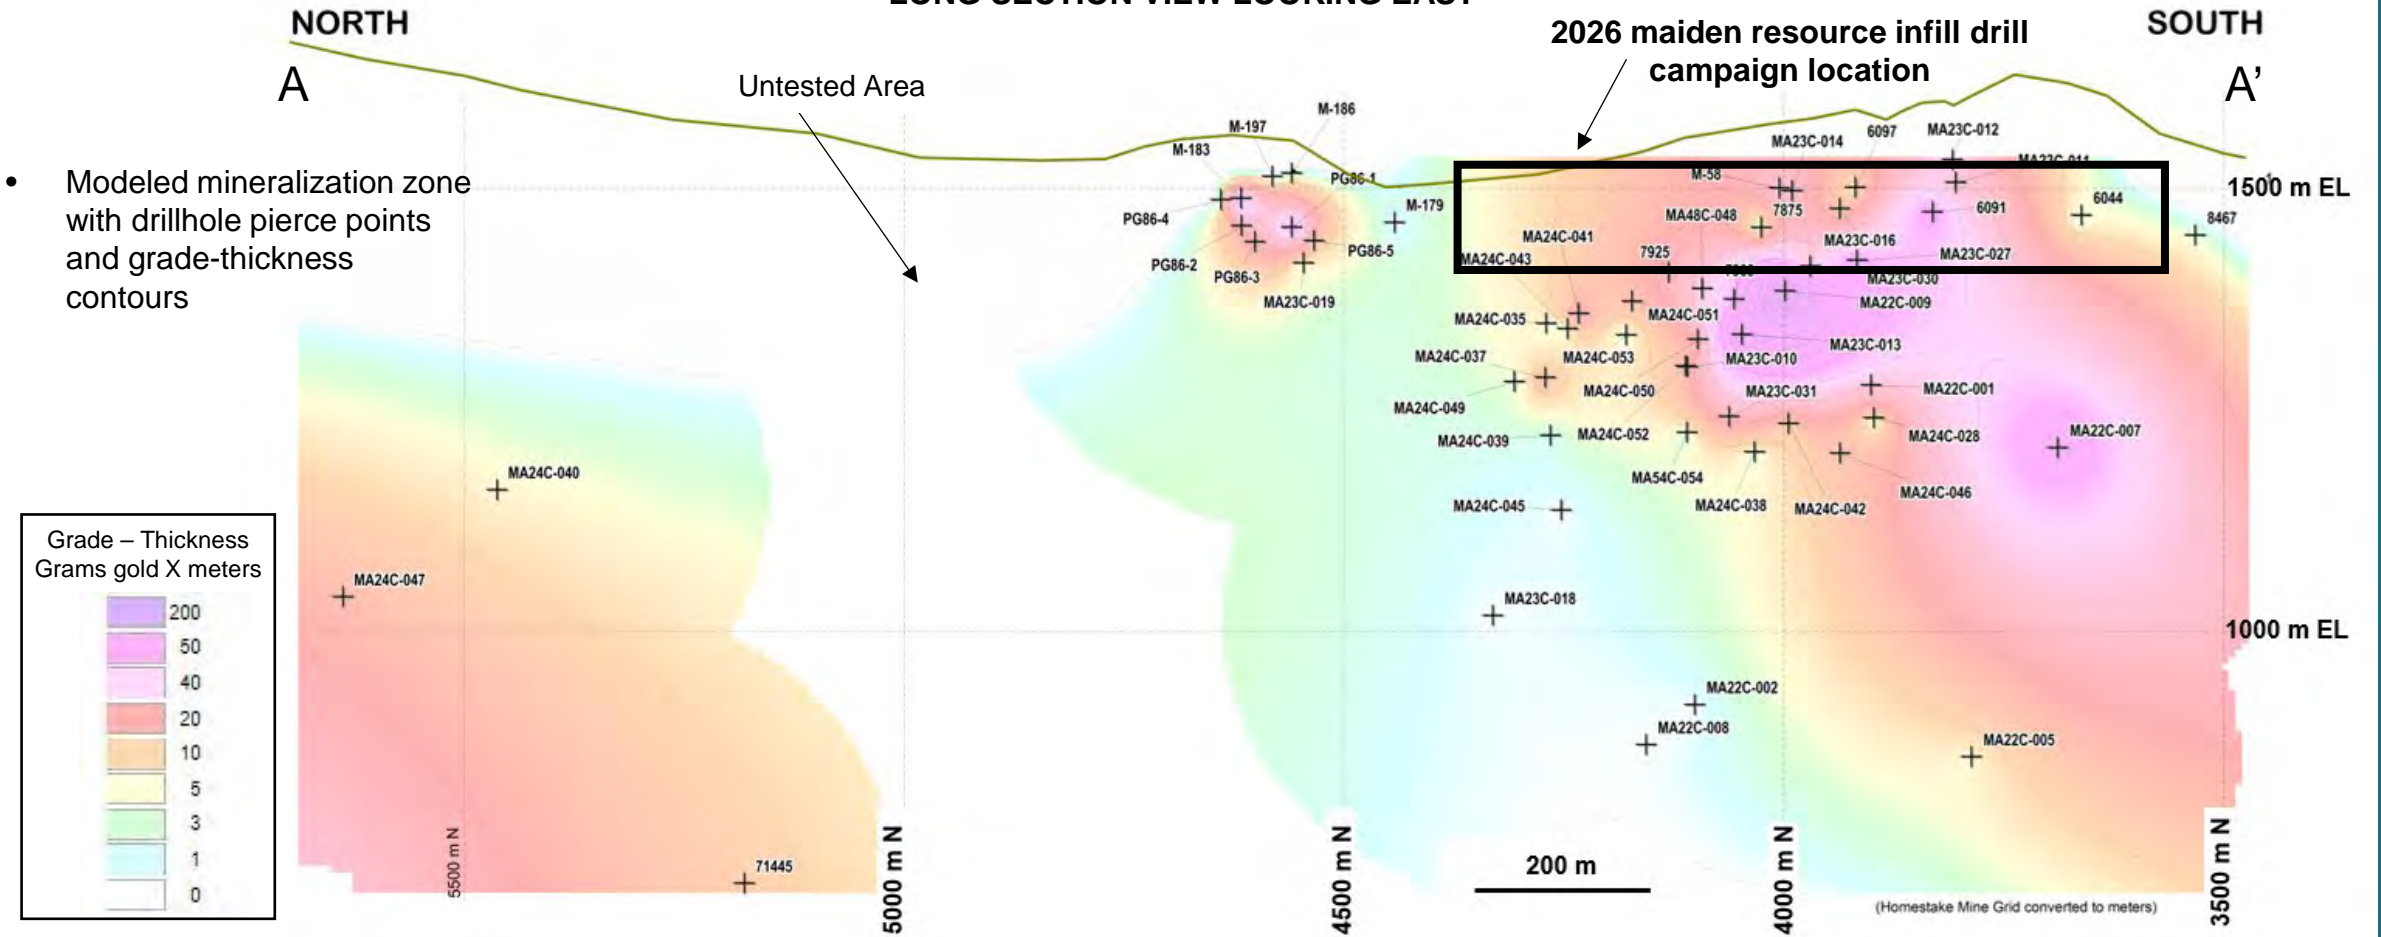 NORTH
SOUTH
2026 maiden resource infill drill
campaign location
A
A’
Untested Area
• Modeled mineralization zone
with drillhole pierce points
and grade-thickness
contours
M-186
M-197
M-183
PG86-1
PG86-4
M-179
PG86-2
PG86-3
PG86-5
MA23C-019
MA23C-014
6097
MA23C-012
MA23C-011
M-58
1500 m EL
6044
8467
7875
6091
MA48C-048
MA23C-016
MA24C-041
7925
MA23C-027
MA24C-043
MA23C-030
MA22C-009
MA24C-035
MA24C-051
MA23C-013
MA24C-037
MA24C-053
MA23C-010
MA24C-050
MA23C-031
MA22C-001
MA24C-049
MA24C-039
MA24C-052
MA24C-028
MA22C-007
MA54C-054
MA24C-046
MA24C-045
MA24C-038
MA24C-042
MA24C-040
MA24C-047
MA23C-018
1000 m EL
MA22C-002
MA22C-008
MA22C-005
71445
Grade – Thickness
Grams gold X meters
200
50
40
20
10
5
3
1
0
5500 m N
5000 m N
4500 m N
4000 m N
3500 m N
200 m
(Homestake Mine Grid converted to meters)